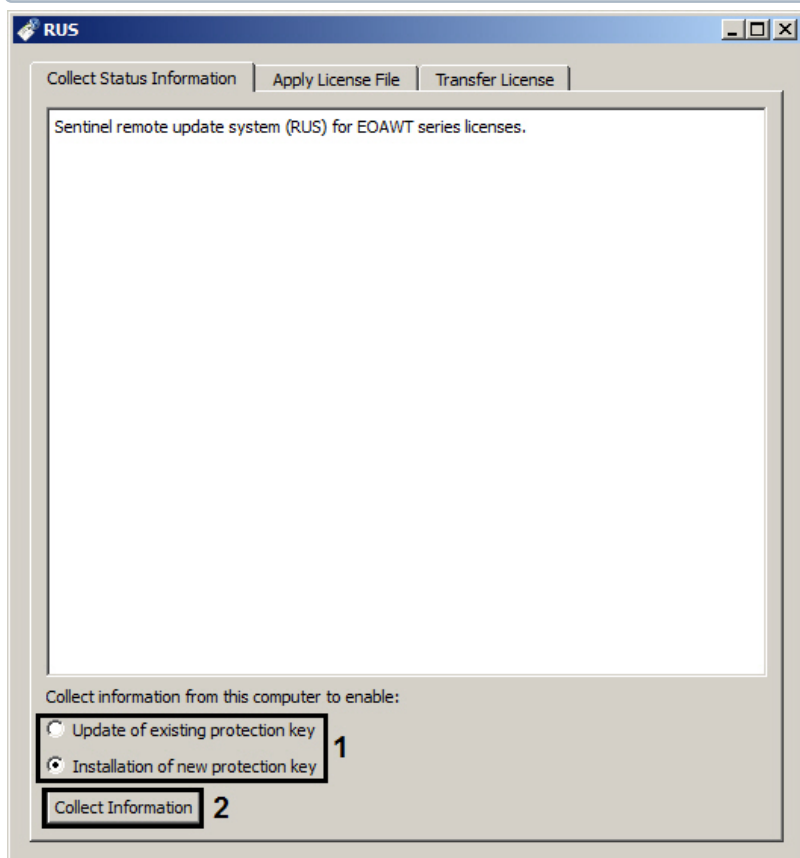 RUS
Collect Status Information Apply License File Transfer License
Sentinel remote update system (RUS) for EOAWT series licenses.
Collect information from this computer to enable:
Update of existing protection key
1
Installation of new protection key
Collect Information 2